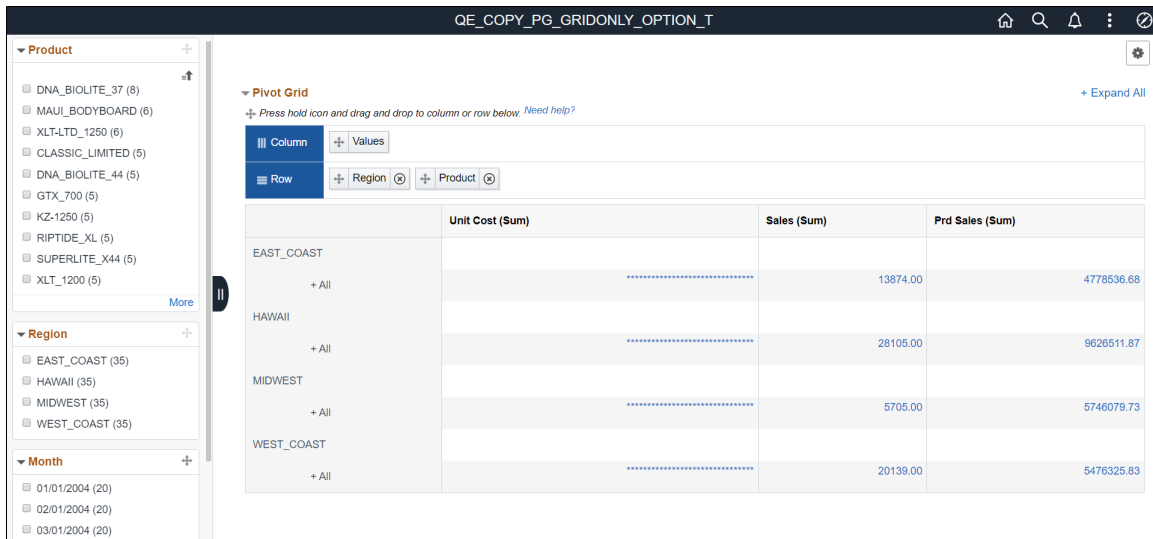 QE_COPY_PG_GRIDONLY_OPTION_T
Product
DNA_BIOLITE_37 (8)
MAUI_BODYBOARD (6)
XLT-LTD_1250 (6)
CLASSIC_LIMITED (5)
DNA_BIOLITE_44 (5)
GTX_700 (5)
KZ-1250 (5)
RIPTIDE_XL (5)
SUPERLITE_X44 (5)
XLT_1200 (5)
More
Region
EAST_COAST (35)
HAWAII (35)
MIDWEST (35)
WEST_COAST (35)
Month
01/01/2004 (20)
02/01/2004 (20)
03/01/2004 (20)
Pivot Grid
+ Expand All
Press hold icon and drag and drop to column or row below. Need help?
Column Values
Row Region Product
Unit Cost (Sum) Sales (Sum) Prd Sales (Sum)
EAST_COAST
+ All ******************************* 13874.00 4778536.68
HAWAII
+ All ******************************* 28105.00 9626511.87
MIDWEST
+ All ******************************* 5705.00 5746079.73
WEST_COAST
+ All ******************************* 20139.00 5476325.83